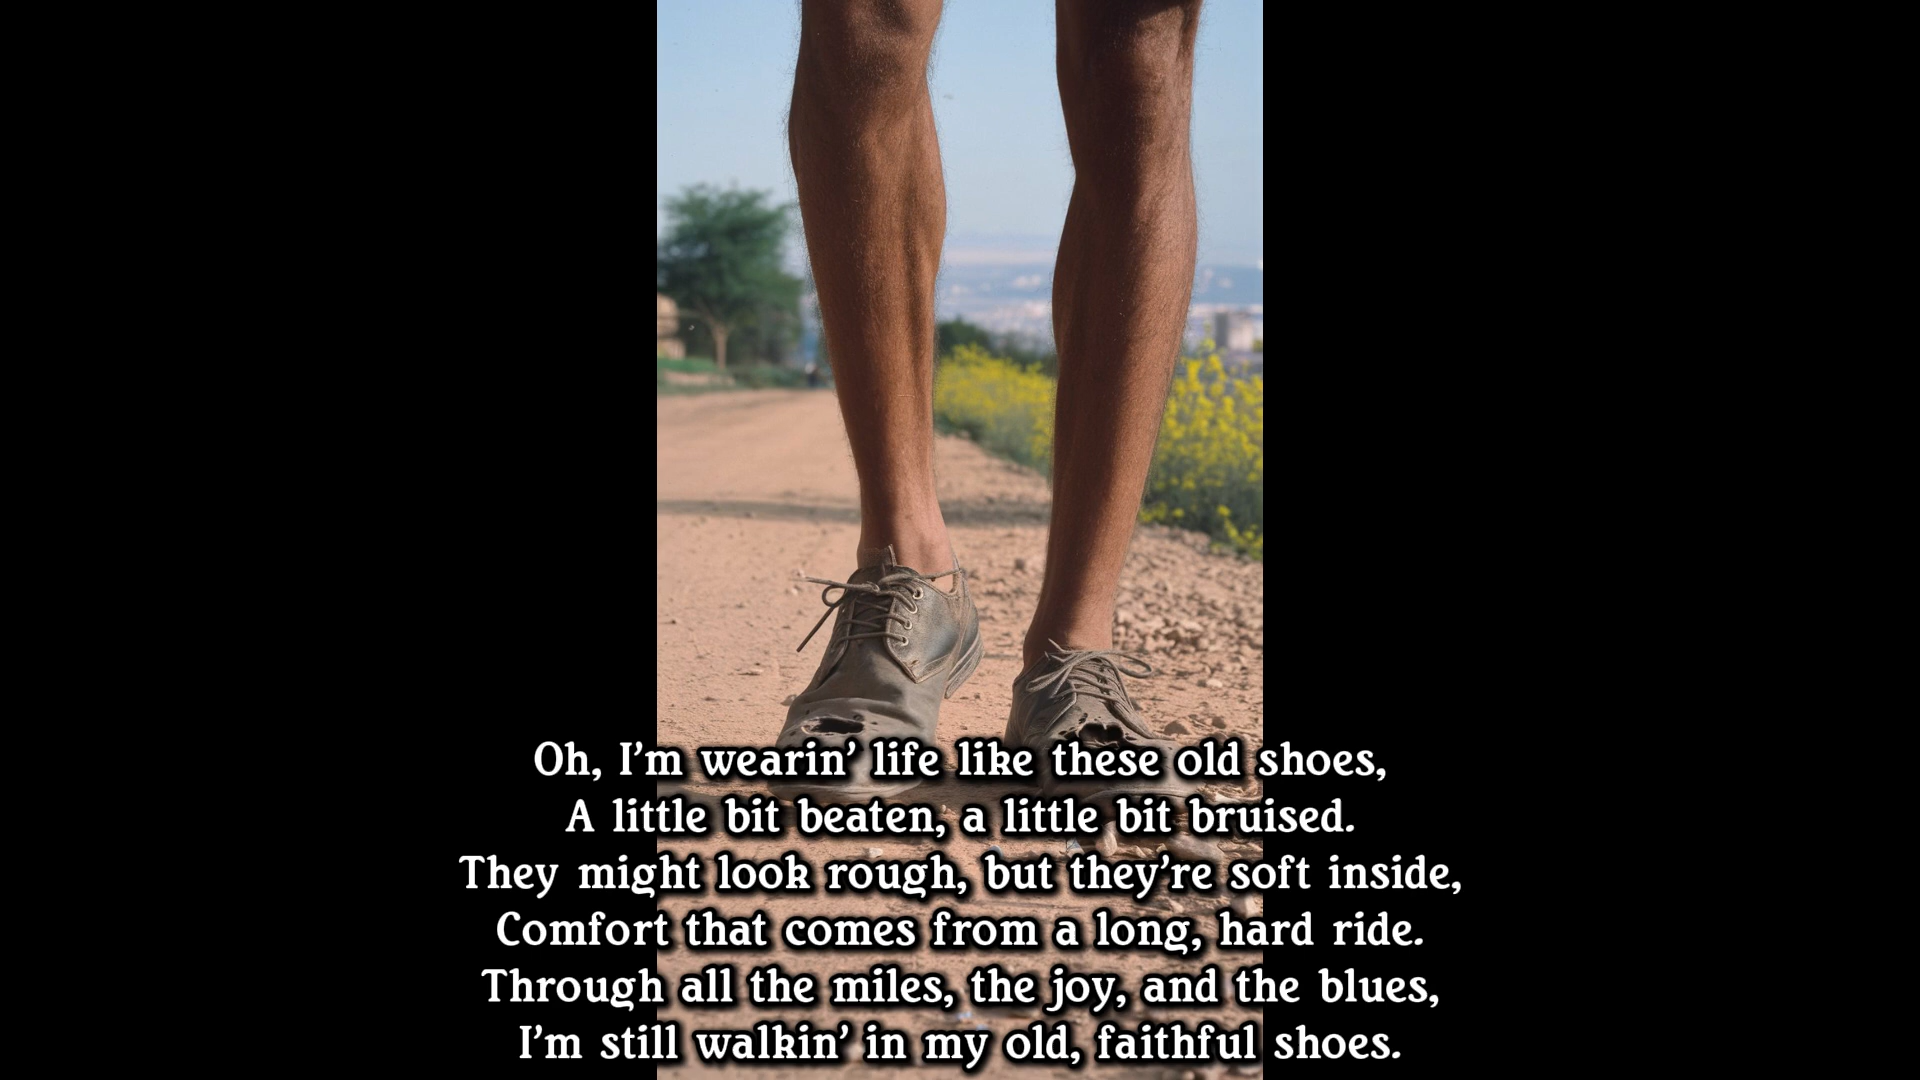 Oh, I'm wearin' life like these old shoes,
A little bit beaten, a little bit bruised.
They might look rough, but they're soft inside,
Comfort that comes from a long, hard ride.
Through all the miles, the joy, and the blues,
I'm still walkin' in my old, faithful shoes.